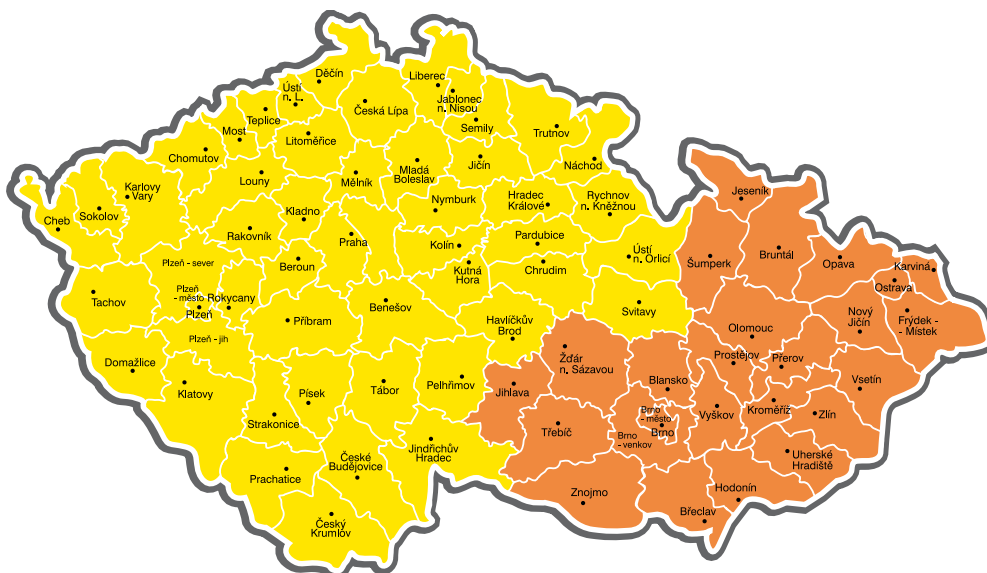 Děčín
Ústí
n. L.
Teplice
Most
Chomutov
Litoměřice
Česká Lípa
Liberec
Jablonec
n. Nisou
Semily
Trutnov
Náchod
Jičín
Mladá
Boleslav
Mělník
Louny
Karlovy
Vary
Sokolov
Cheb
Kladno
Rakovník
Praha
Beroun
Nymburk
Kolín
Kutná
Hora
Hradec
Králové
Rychnov
n. Kněžnou
Pardubice
Chrudim
Ústí
n. Orlicí
Svitavy
Plzeň - sever
Plzeň
- město
Plzeň
Rokycany
Plzeň - jih
Tachov
Domažlice
Klatovy
Příbram
Benešov
Havlíčkův
Brod
Pelhřimov
Tábor
Písek
Strakonice
Prachatice
České
Budějovice
Jindřichův
Hradec
Český
Krumlov
Jeseník
Šumperk
Bruntál
Opava
Karviná
Ostrava
Frýdek -
- Místek
Nový
Jičín
Olomouc
Prostějov
Přerov
Vsetín
Žďár
n. Sázavou
Jihlava
Třebíč
Blansko
Brno
- město
Brno
Brno
- venkov
Vyškov
Kroměříž
Zlín
Uherské
Hradiště
Hodonín
Břeclav
Znojmo